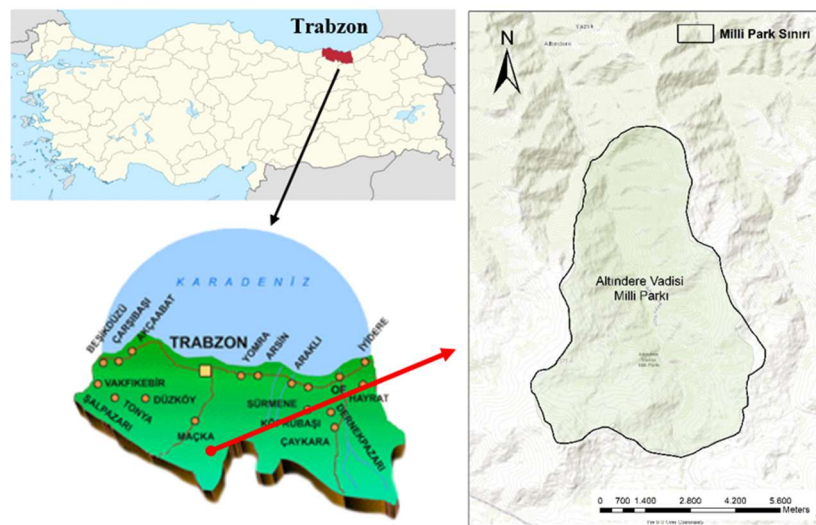 Trabzon
KARADENİZ
BEŞİKDÜZÜ
ÇARŞIBAŞI
AKÇAABAT
TRABZON
YOMRA
ARSİN
ARAKLI
İYİDERE
VAKFIKEBİR
ŞALPAZARI
TONYA
DÜZKÖY
MAÇKA
SÜRMENE
KÖPRÜBAŞI
ÇAYKARA
OF
HAYRAT
DERNEKPAZARI
N
Milli Park Sınırı
Altındere
Altındere Vadisi
Milli Parkı
0 700 1.400 2.800 4.200 5.600
Meters